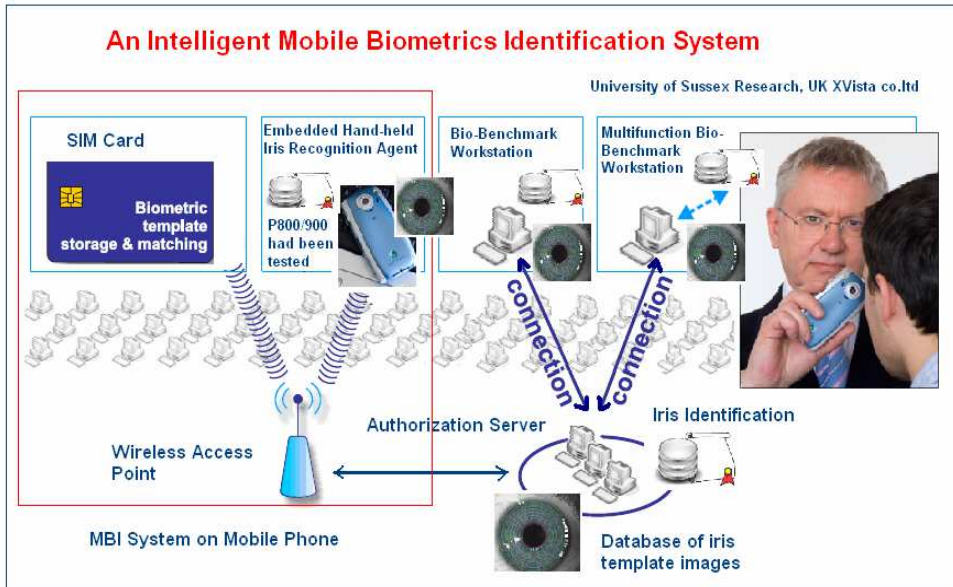 An Intelligent Mobile Biometrics Identification System
University of Sussex Research, UK XVista co.ltd
SIM Card
Biometric
template
storage & matching
Embedded Hand-held
Iris Recognition Agent
P800/900
had been
tested
Bio-Benchmark
Workstation
Multifunction Bio-
Benchmark
Workstation
connection
connection
Wireless Access
Point
Authorization Server
Iris Identification
MBI System on Mobile Phone
Database of iris
template images